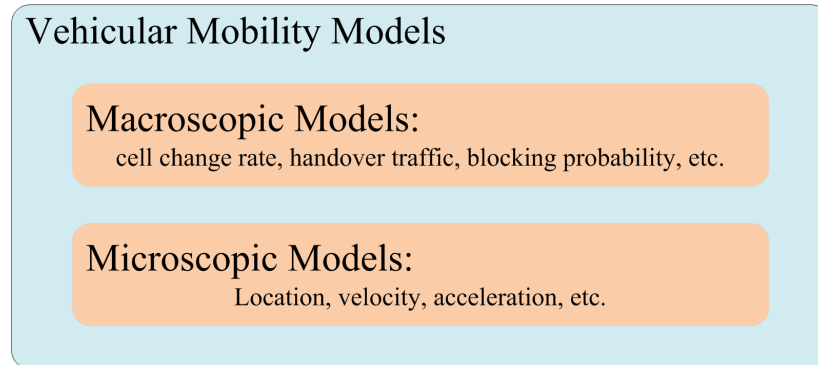 Vehicular Mobility Models
Macroscopic Models:
cell change rate, handover traffic, blocking probability, etc.
Microscopic Models:
Location, velocity, acceleration, etc.